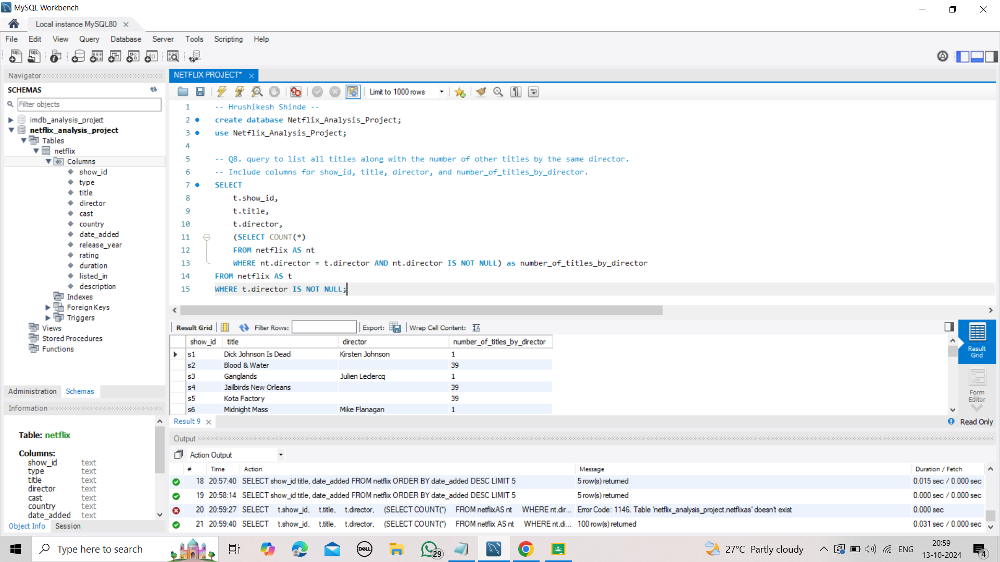 MySQL Workbench
Local instance MySQL80
File Edit View Query Database Server Tools Scripting Help
Navigator
SCHEMAS
Filter objects
imdb_analysis_project
netflix_analysis_project
Tables
netflix
Columns
show_id
type
title
director
cast
country
date_added
release_year
rating
duration
listed_in
description
Indexes
Foreign Keys
Triggers
Views
Stored Procedures
Functions
Administration Schemas
Information
Table: netflix
Columns:
show_id text
type text
title text
director text
cast text
country text
date_added text
Object Info Session
NETFLIX PROJECT*
Limit to 1000 rows
1 -- Hrushikesh Shinde --
2 create database Netflix_Analysis_Project;
3 use Netflix_Analysis_Project;
4
5 -- Q8. query to list all titles along with the number of other titles by the same director.
6 -- Include columns for show_id, title, director, and number_of_titles_by_director.
7 SELECT
8 t.show_id,
9 t.title,
10 t.director,
11 (SELECT COUNT(*)
12 FROM netflix AS nt
13 WHERE nt.director = t.director AND nt.director IS NOT NULL) as number_of_titles_by_director
14 FROM netflix AS t
15 WHERE t.director IS NOT NULL;
Result Grid Filter Rows: Export: Wrap Cell Content:
show_id title director number_of_titles_by_director
s1 Dick Johnson Is Dead Kirsten Johnson 1
s2 Blood & Water 39
s3 Ganglands Julien Leclercq 1
s4 Jailbirds New Orleans 39
s5 Kota Factory 39
s6 Midnight Mass Mike Flanagan 1
Result Grid
Form Editor
Result 9
Read Only
Output
Action Output
# Time Action Message Duration / Fetch
18 20:57:40 SELECT show_id title, date_added FROM netflix ORDER BY date_added DESC LIMIT 5 5 row(s) returned 0.015 sec / 0.000 sec
19 20:58:14 SELECT show_id title, date_added FROM netflix ORDER BY date_added DESC LIMIT 5 5 row(s) returned 0.000 sec / 0.000 sec
20 20:59:27 SELECT t.show_id, t.title, t.director, (SELECT COUNT(*) FROM netflixAS nt WHERE nt.dir... Error Code: 1146. Table 'netflix_analysis_project.netflixas' doesn't exist 0.000 sec
21 20:59:40 SELECT t.show_id, t.title, t.director, (SELECT COUNT(*) FROM netflix AS nt WHERE nt.di... 100 row(s) returned 0.031 sec / 0.000 sec
Type here to search
DELL
29
27°C Partly cloudy
ENG
20:59
13-10-2024
4